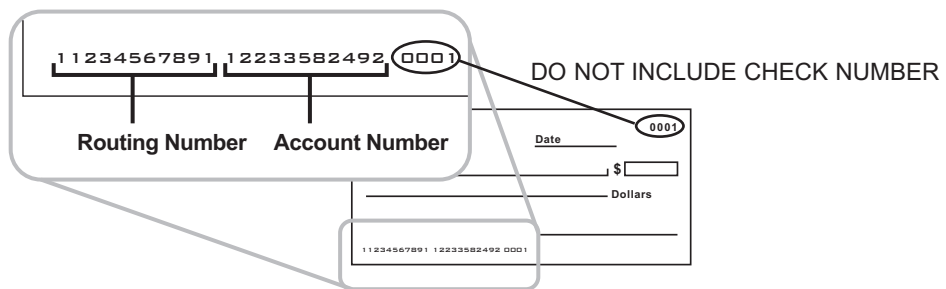 11234567891 12233582492 0001
DO NOT INCLUDE CHECK NUMBER
Routing Number Account Number
0001
Date
$
Dollars
11234567891 12233582492 0001